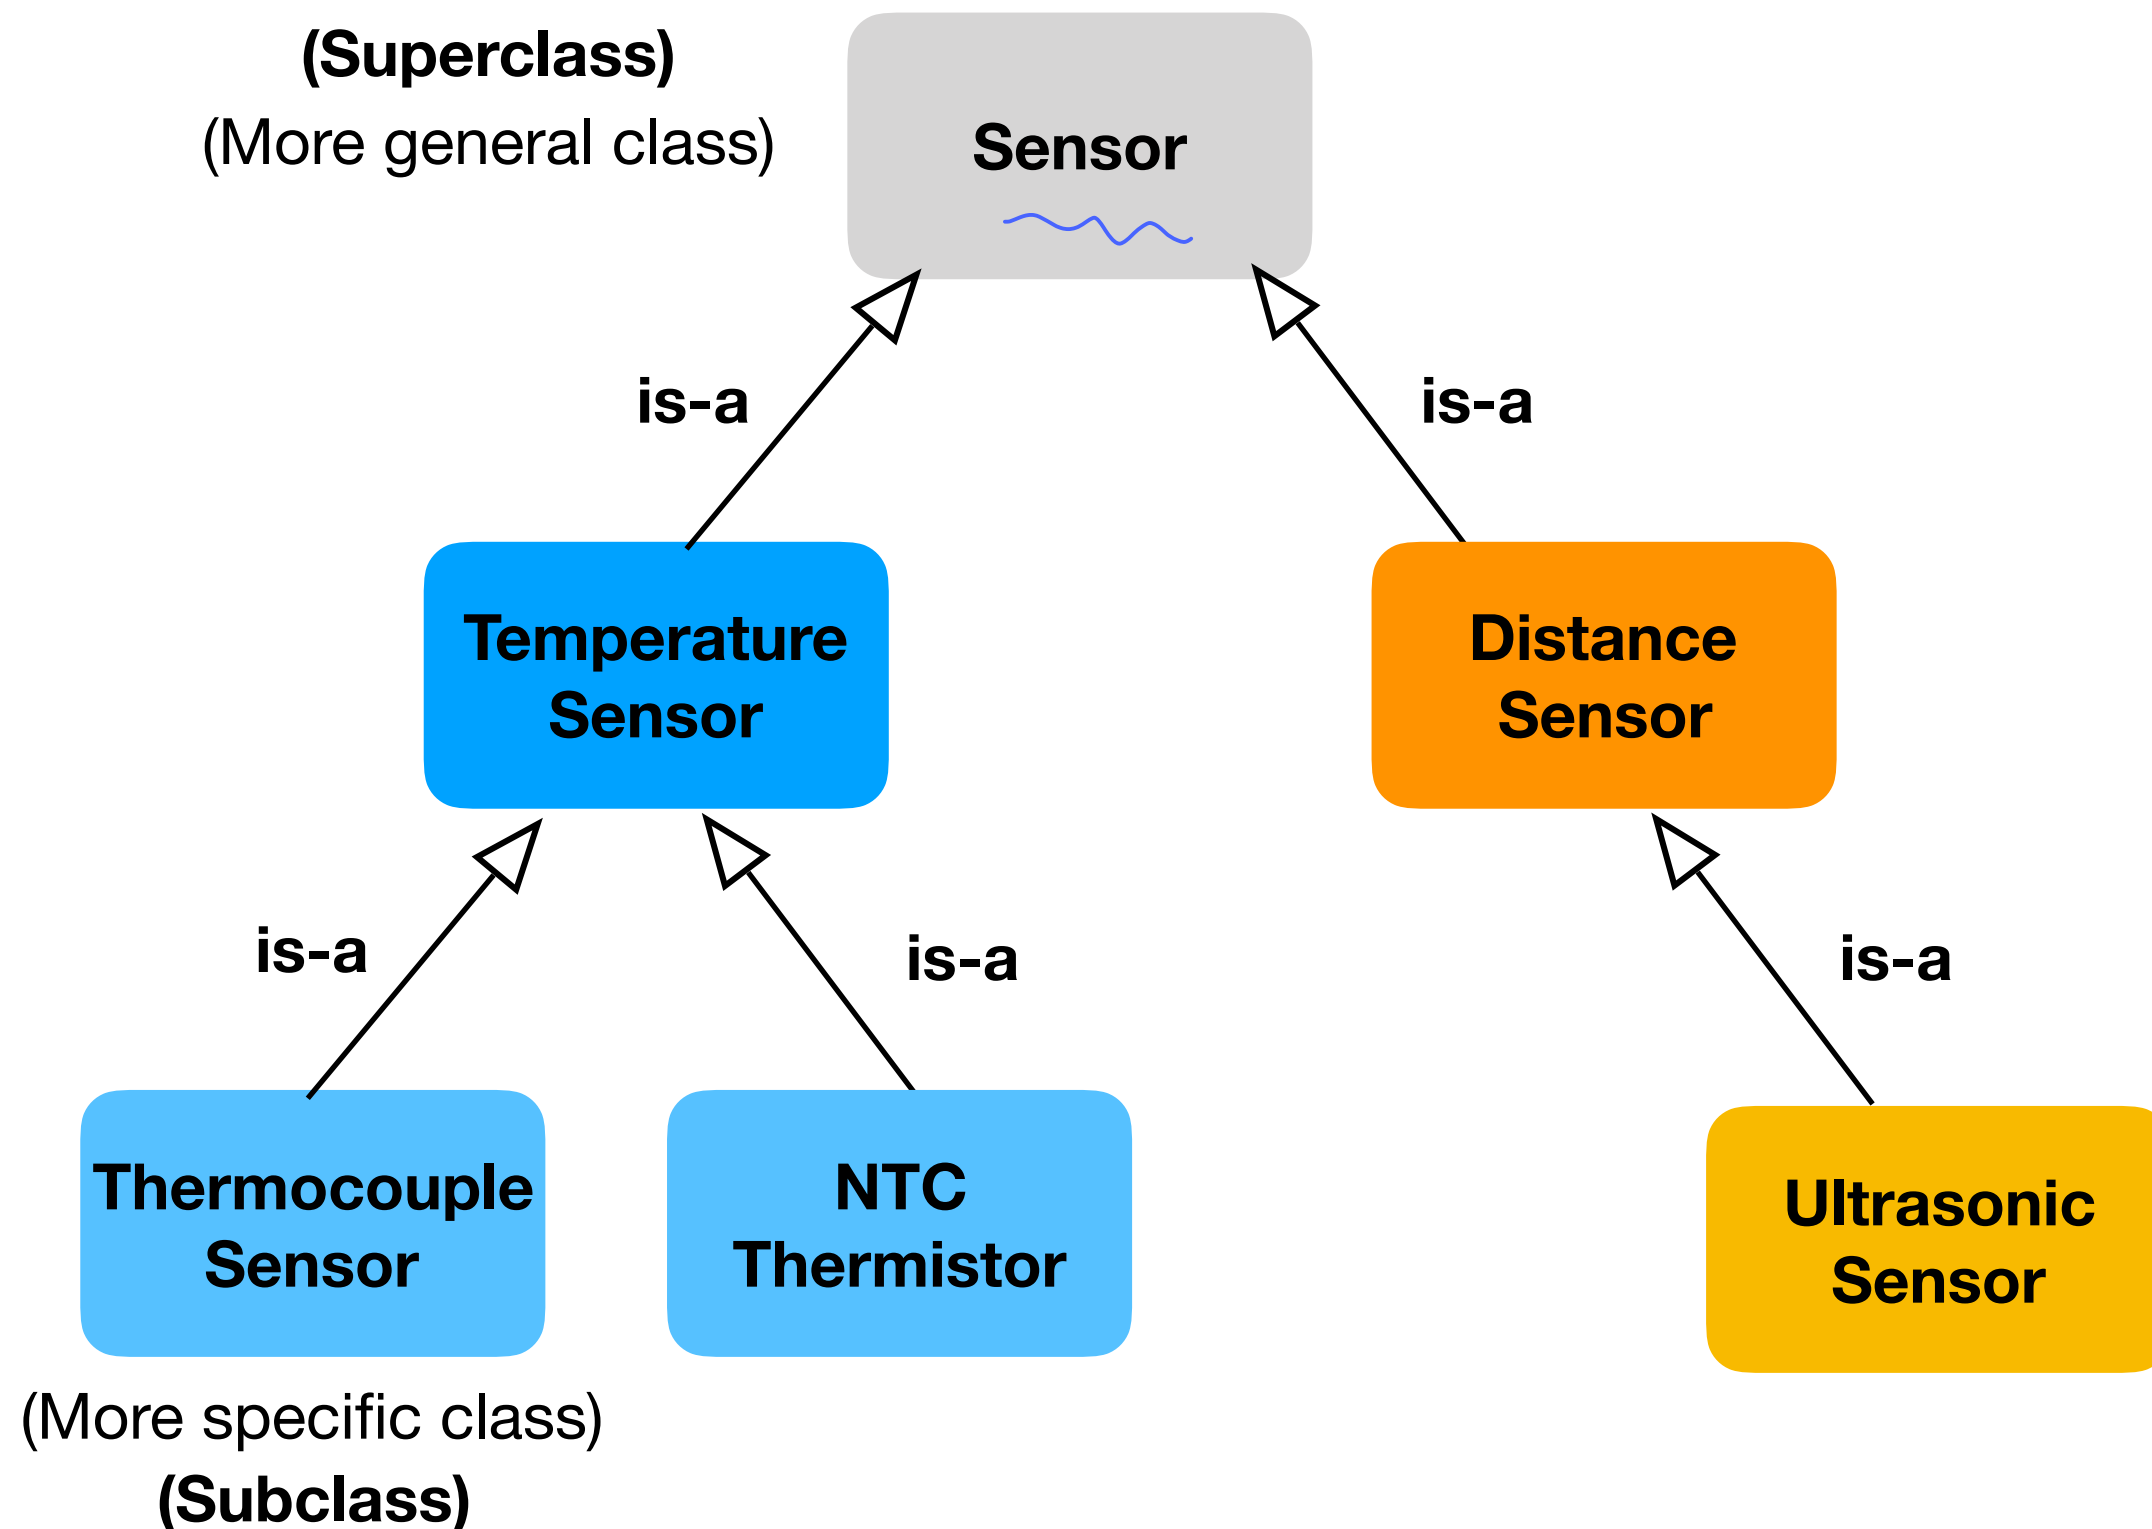 (Superclass)
(More general class)
Sensor
is-a
is-a
Temperature
Sensor
Distance
Sensor
is-a
is-a
is-a
Thermocouple
Sensor
NTC
Thermistor
Ultrasonic
Sensor
(More specific class)
(Subclass)